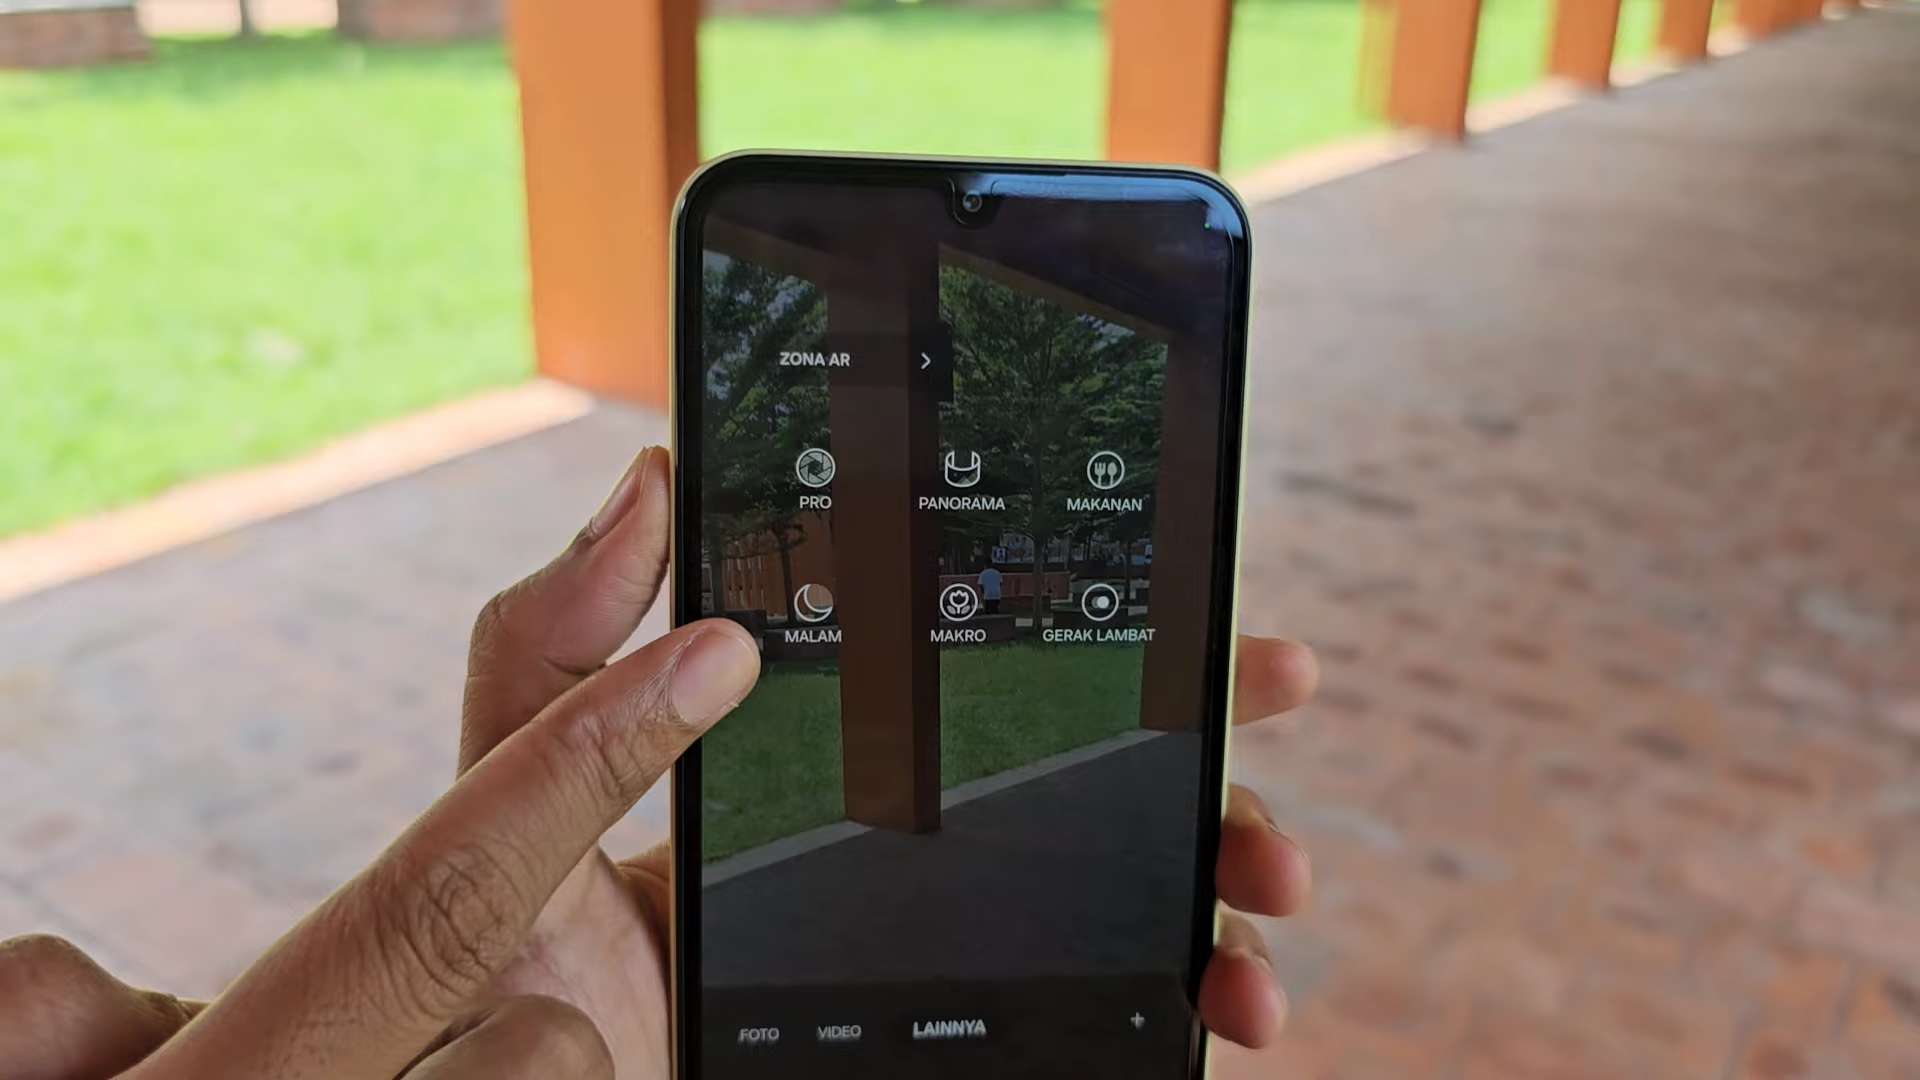 ZONA AR
PRO
PANORAMA
MAKANAN
MALAM
MAKRO
GERAK LAMBAT
FOTO
VIDEO
LAINNYA